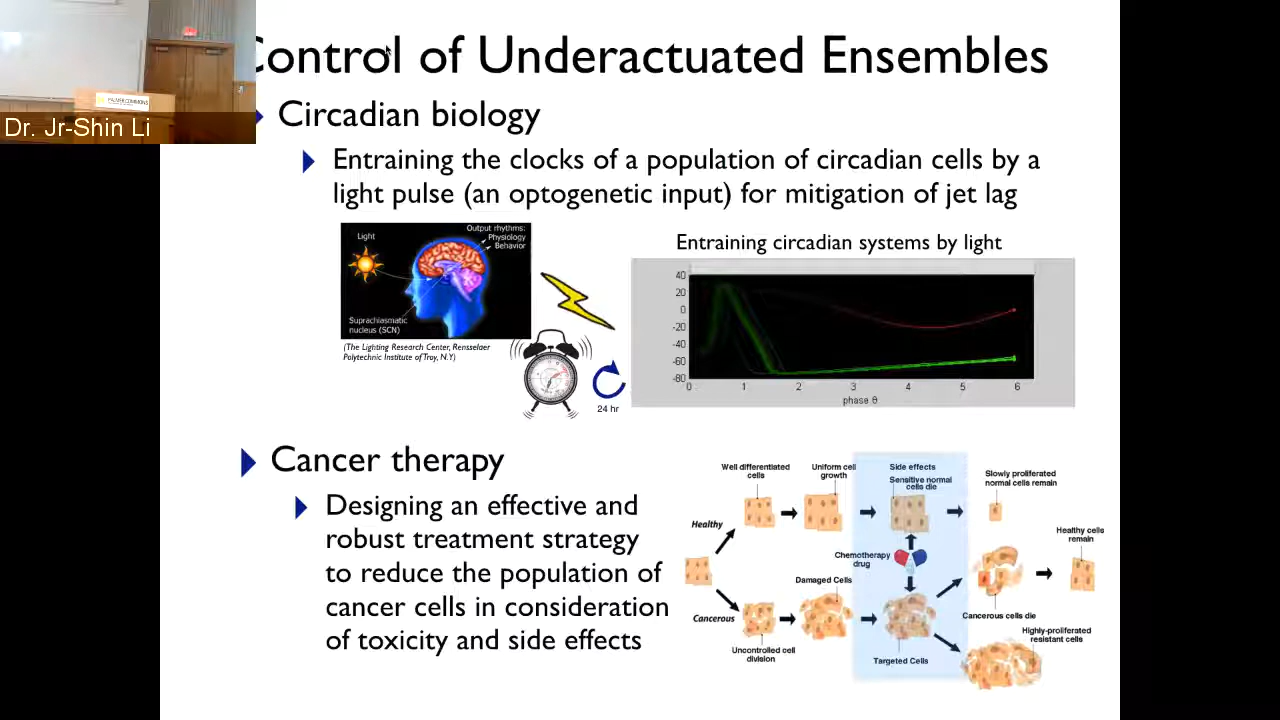 Control of Underactuated Ensembles
PALMER COMMONS
Dr. Jr-Shin Li
Circadian biology
Entraining the clocks of a population of circadian cells by a
light pulse (an optogenetic input) for mitigation of jet lag
Light
Output rhythms:
Physiology
Behavior
Suprachiasmatic
nucleus (SCN)
(The Lighting Research Center, Rensselaer
Polytechnic Institute of Troy, N.Y)
24 hr
Entraining circadian systems by light
40
20
0
-20
-40
-60
-80
0 1 2 3 4 5 6
phase θ
Cancer therapy
Designing an effective and
robust treatment strategy
to reduce the population of
cancer cells in consideration
of toxicity and side effects
Well differentiated
cells
Uniform cell
growth
Side effects
Sensitive normal
cells die
Slowly proliferated
normal cells remain
Healthy
Healthy cells
remain
Chemotherapy
drug
Damaged Cells
Cancerous
Cancerous cells die
Highly-proliferated
resistant cells
Uncontrolled cell
division
Targeted Cells